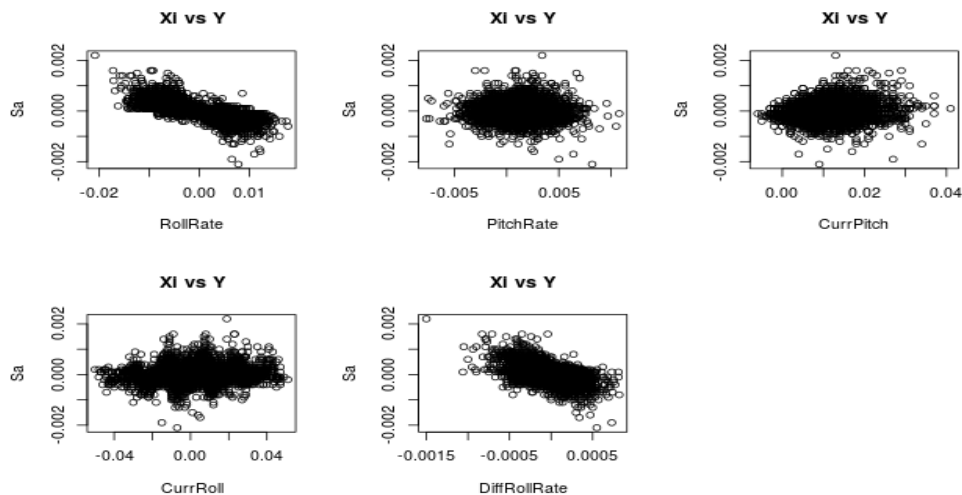 Xi vs Y
Xi vs Y
Xi vs Y
Sa
0.002
0.000
-0.002
-0.02
0.00
0.01
RollRate
Sa
0.002
0.000
-0.002
-0.005
0.005
PitchRate
Sa
0.002
0.000
-0.002
0.00
0.02
0.04
CurrPitch
Xi vs Y
Xi vs Y
Sa
0.002
0.000
-0.002
-0.04
0.00
0.04
CurrRoll
Sa
0.002
0.000
-0.002
-0.0015
-0.0005
0.0005
DiffRollRate